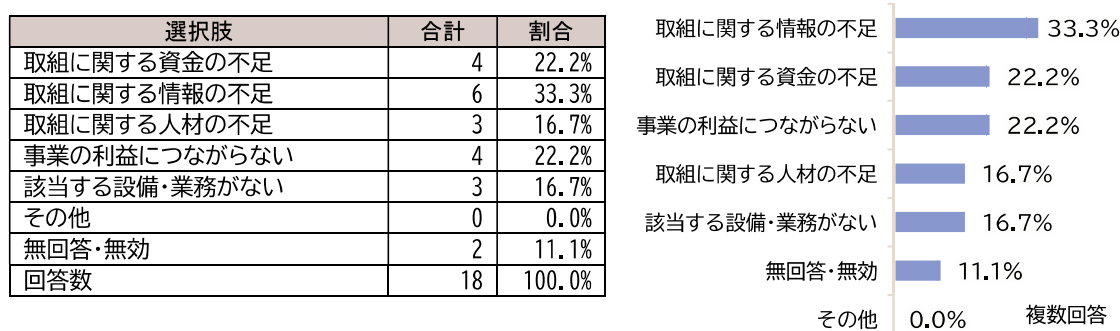 選択肢 合計 割合
取組に関する資金の不足 4 22.2%
取組に関する情報の不足 6 33.3%
取組に関する人材の不足 3 16.7%
事業の利益につながらない 4 22.2%
該当する設備・業務がない 3 16.7%
その他 0 0.0%
無回答・無効 2 11.1%
回答数 18 100.0%
取組に関する情報の不足 33.3%
取組に関する資金の不足 22.2%
事業の利益につながらない 22.2%
取組に関する人材の不足 16.7%
該当する設備・業務がない 16.7%
無回答・無効 11.1%
その他 0.0% 複数回答